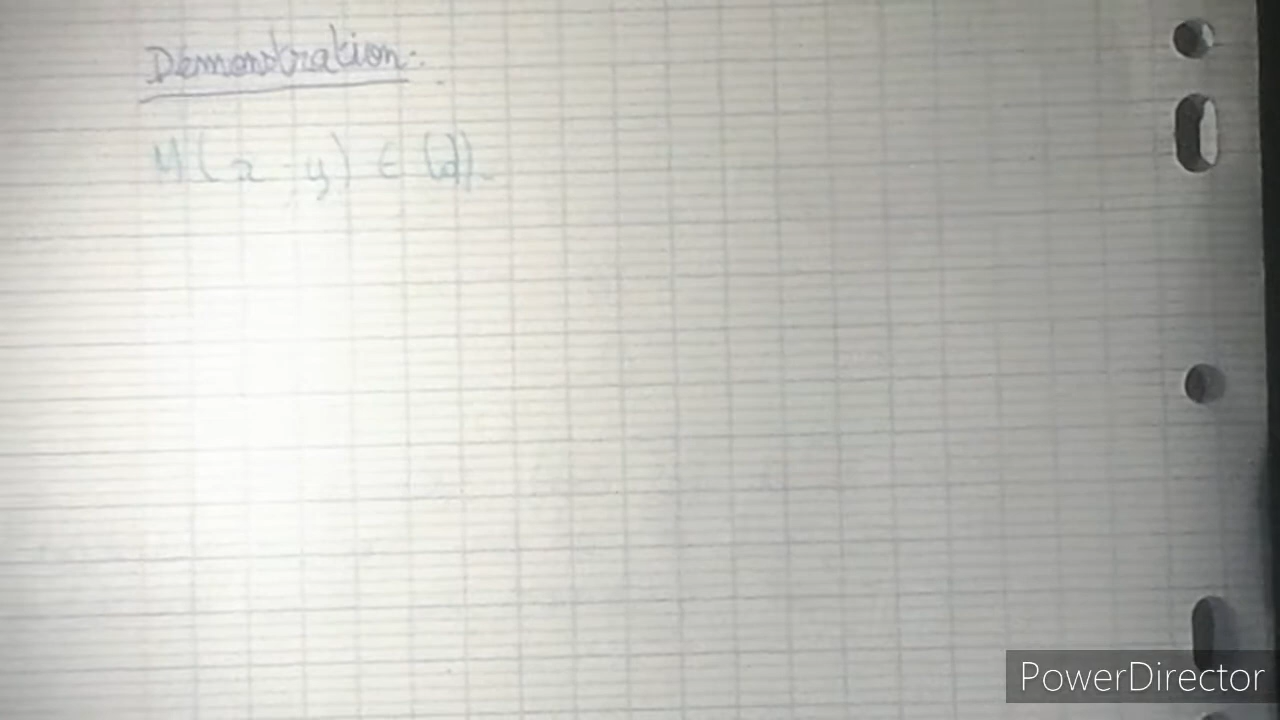 Démonstration:
M(x ; y) ∈ (d).
PowerDirector